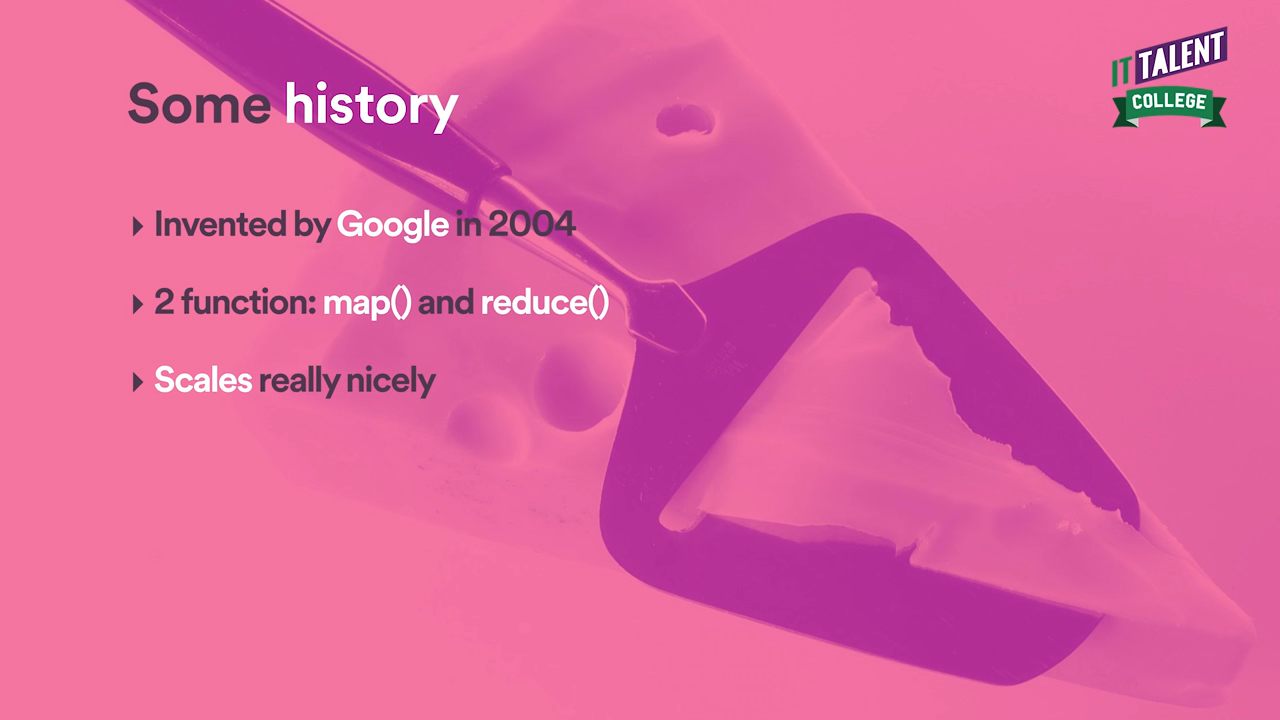 Some history
IT TALENT
COLLEGE
Invented by Google in 2004
2 function: map() and reduce()
Scales really nicely